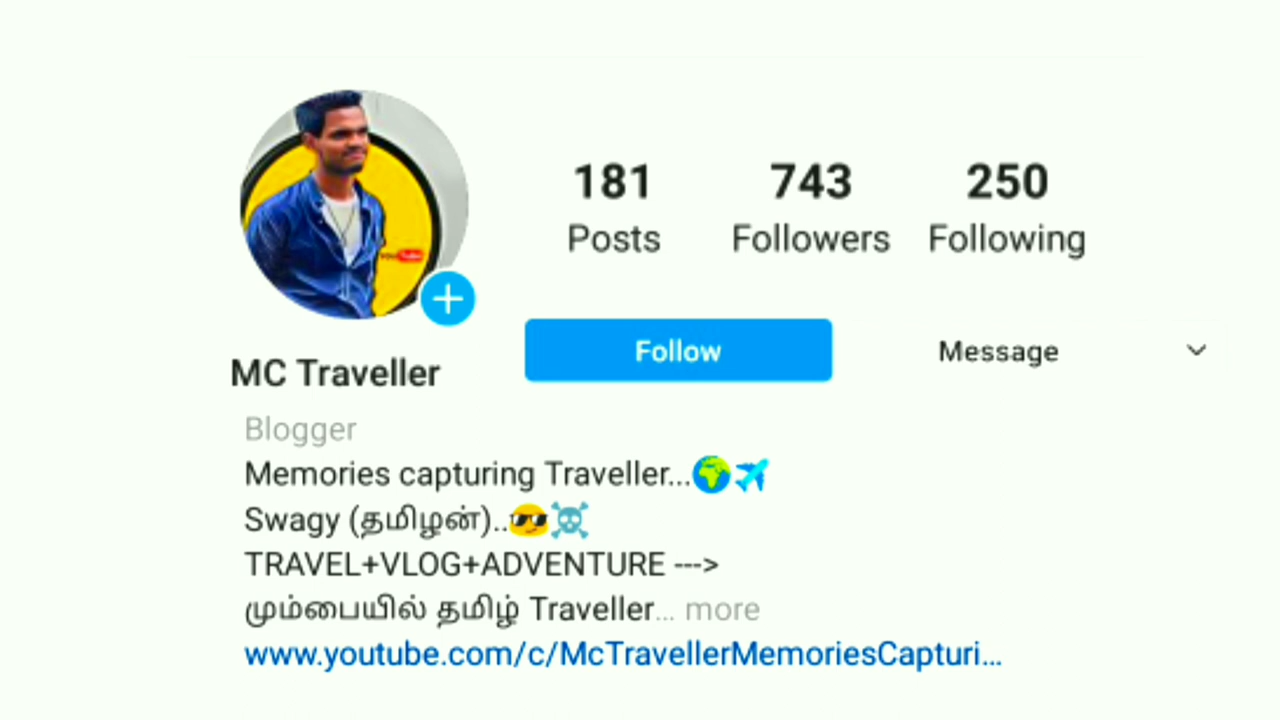 181 743 250
Posts Followers Following
Follow Message
MC Traveller
Blogger
Memories capturing Traveller...🌍✈️
Swagy (தமிழன்)..😎☠️
TRAVEL+VLOG+ADVENTURE --->
மும்பையில் தமிழ் Traveller... more
www.youtube.com/c/McTravellerMemoriesCapturi...